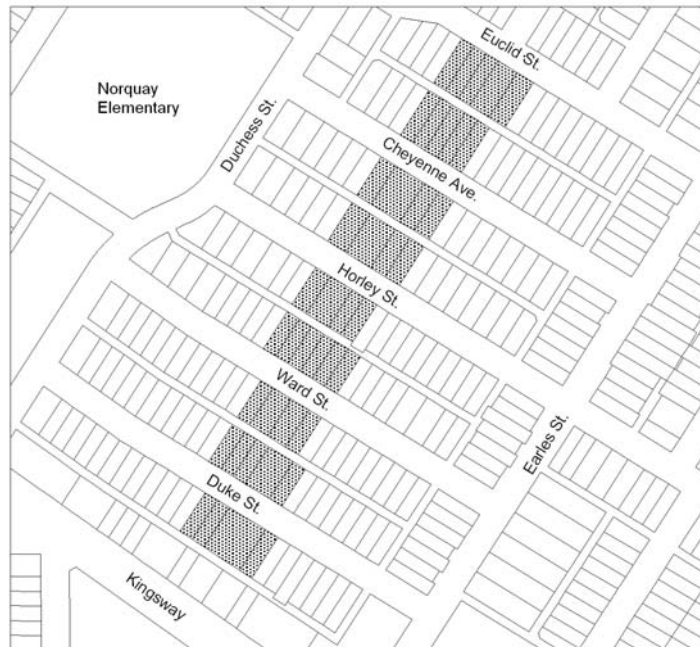 Euclid St.
Norquay
Elementary
Duchess St.
Cheyenne Ave.
Horley St.
Ward St.
Earles St.
Duke St.
Kingsway